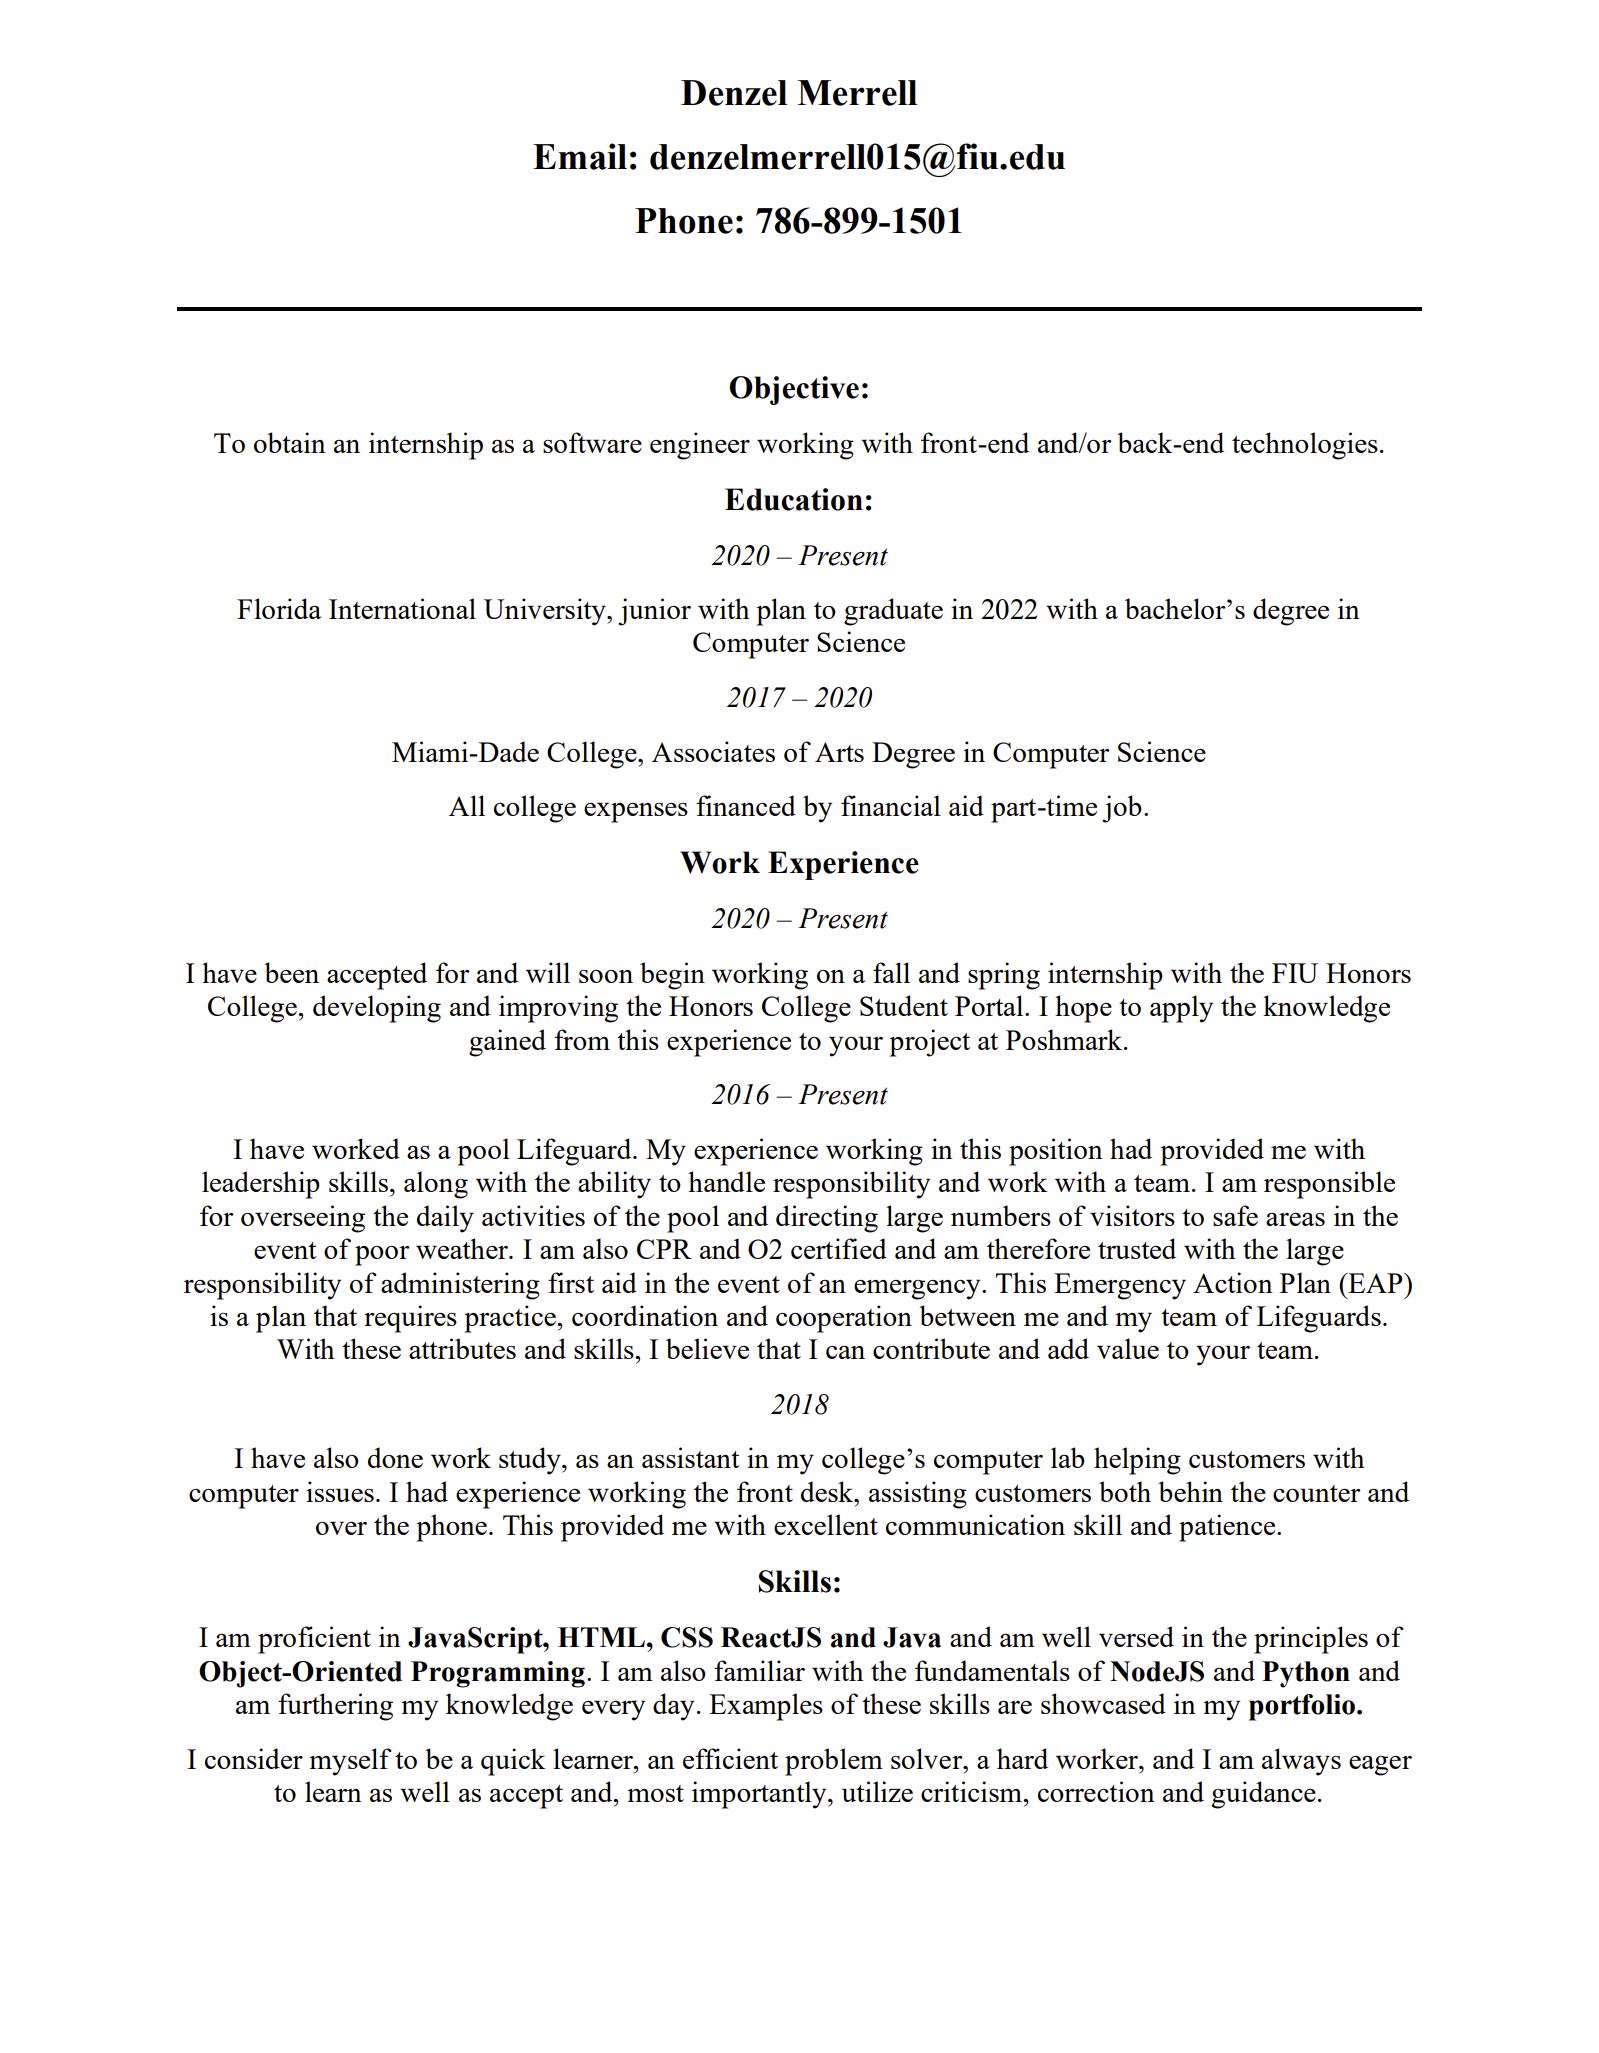 Denzel Merrell
Email: denzelmerrell015@fiu.edu
Phone: 786-899-1501
Objective:
To obtain an internship as a software engineer working with front-end and/or back-end technologies.
Education:
2020 – Present
Florida International University, junior with plan to graduate in 2022 with a bachelor’s degree in
Computer Science
2017 – 2020
Miami-Dade College, Associates of Arts Degree in Computer Science
All college expenses financed by financial aid part-time job.
Work Experience
2020 – Present
I have been accepted for and will soon begin working on a fall and spring internship with the FIU Honors
College, developing and improving the Honors College Student Portal. I hope to apply the knowledge
gained from this experience to your project at Poshmark.
2016 – Present
I have worked as a pool Lifeguard. My experience working in this position had provided me with
leadership skills, along with the ability to handle responsibility and work with a team. I am responsible
for overseeing the daily activities of the pool and directing large numbers of visitors to safe areas in the
event of poor weather. I am also CPR and O2 certified and am therefore trusted with the large
responsibility of administering first aid in the event of an emergency. This Emergency Action Plan (EAP)
is a plan that requires practice, coordination and cooperation between me and my team of Lifeguards.
With these attributes and skills, I believe that I can contribute and add value to your team.
2018
I have also done work study, as an assistant in my college’s computer lab helping customers with
computer issues. I had experience working the front desk, assisting customers both behin the counter and
over the phone. This provided me with excellent communication skill and patience.
Skills:
I am proficient in JavaScript, HTML, CSS ReactJS and Java and am well versed in the principles of
Object-Oriented Programming. I am also familiar with the fundamentals of NodeJS and Python and
am furthering my knowledge every day. Examples of these skills are showcased in my portfolio.
I consider myself to be a quick learner, an efficient problem solver, a hard worker, and I am always eager
to learn as well as accept and, most importantly, utilize criticism, correction and guidance.